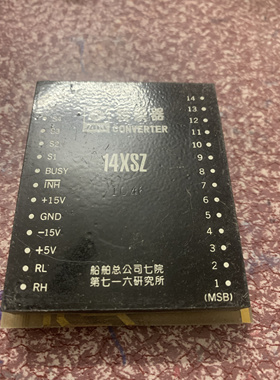 CONVERTER
14XSZ
S3
S2
S1
BUSY
INH
+15V
GND
-15V
+5V
RL
RH
14
13
12
11
10
9
8
7
6
5
4
3
2
1
(MSB)
船舶总公司七院
第七一六研究所